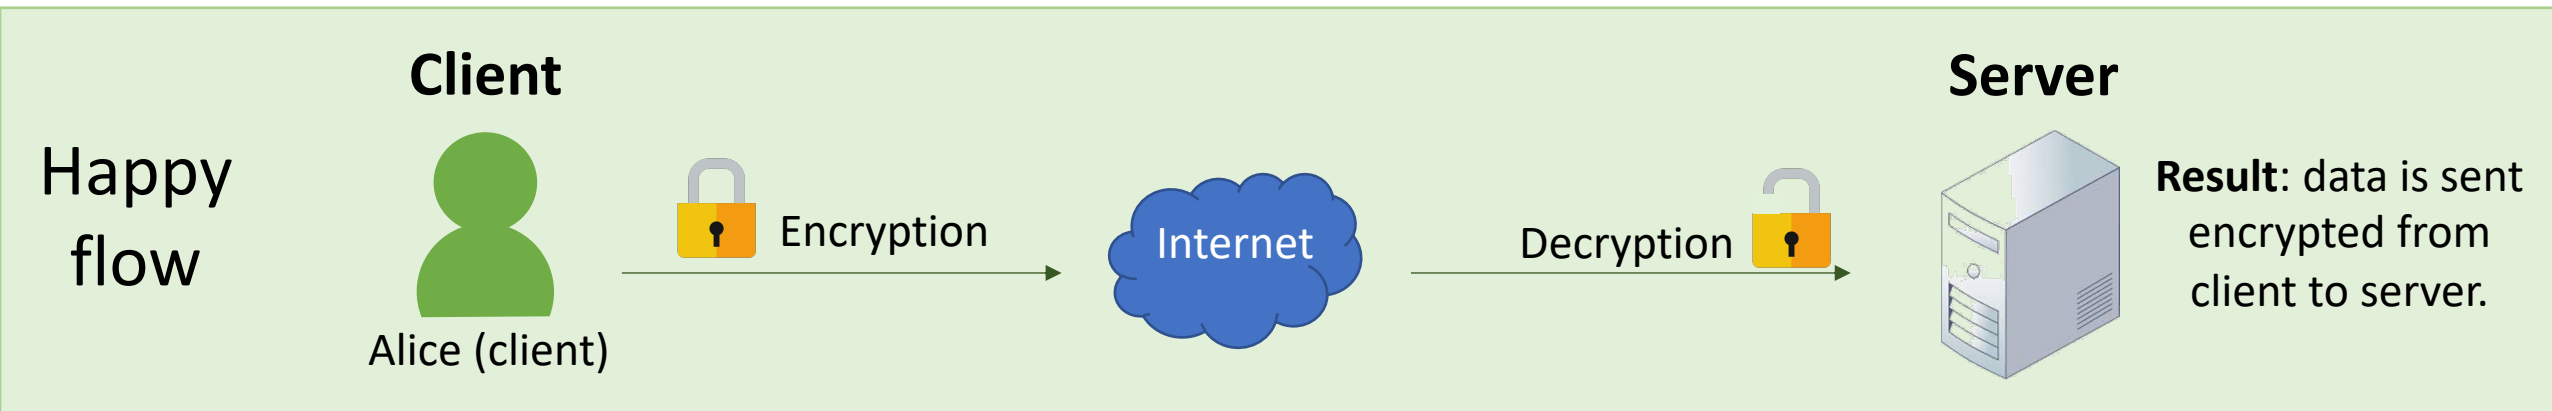 Happy
flow
Client
Alice (client)
Encryption
Internet
Decryption
Server
Result: data is sent
encrypted from
client to server.